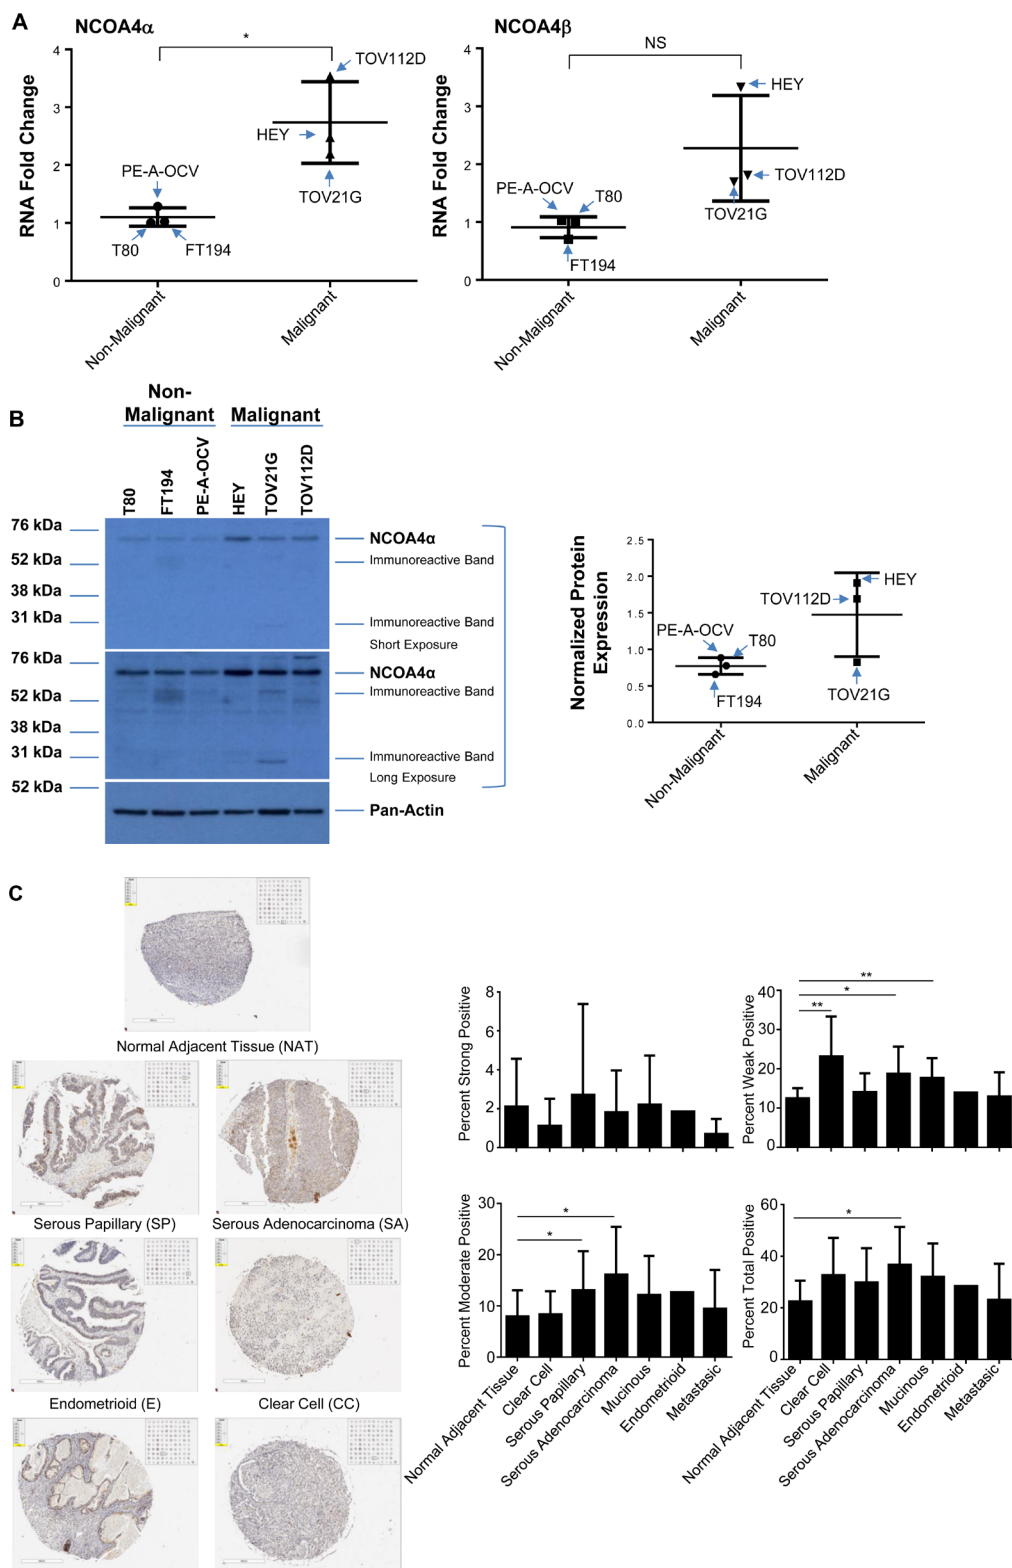 A
NCOA4α
*
4
3
2
1
0
RNA Fold Change
TOV112D
HEY
TOV21G
PE-A-OCV
T80
FT194
Non-Malignant
Malignant
NCOA4β
NS
4
3
2
1
0
RNA Fold Change
HEY
TOV112D
TOV21G
PE-A-OCV
T80
FT194
Non-Malignant
Malignant
B
Non-
Malignant
Malignant
T80
FT194
PE-A-OCV
HEY
TOV21G
TOV112D
76 kDa
52 kDa
38 kDa
31 kDa
NCOA4α
Immunoreactive Band
Immunoreactive Band
Short Exposure
76 kDa
52 kDa
38 kDa
31 kDa
NCOA4α
Immunoreactive Band
Immunoreactive Band
Long Exposure
52 kDa
Pan-Actin
Normalized Protein
Expression
2.5
2.0
1.5
1.0
0.5
0.0
HEY
TOV112D
TOV21G
PE-A-OCV
T80
FT194
Non-Malignant
Malignant
C
Normal Adjacent Tissue (NAT)
Serous Papillary (SP)
Serous Adenocarcinoma (SA)
Endometrioid (E)
Clear Cell (CC)
Percent Strong Positive
8
6
4
2
0
Percent Weak Positive
40
30
20
10
0
**
*
**
Percent Moderate Positive
30
20
10
0
*
*
Normal Adjacent Tissue
Clear Cell
Serous Papillary
Serous Adenocarcinoma
Mucinous
Endometrioid
Metastasic
Percent Total Positive
60
40
20
0
*
Normal Adjacent Tissue
Clear Cell
Serous Papillary
Serous Adenocarcinoma
Mucinous
Endometrioid
Metastasic